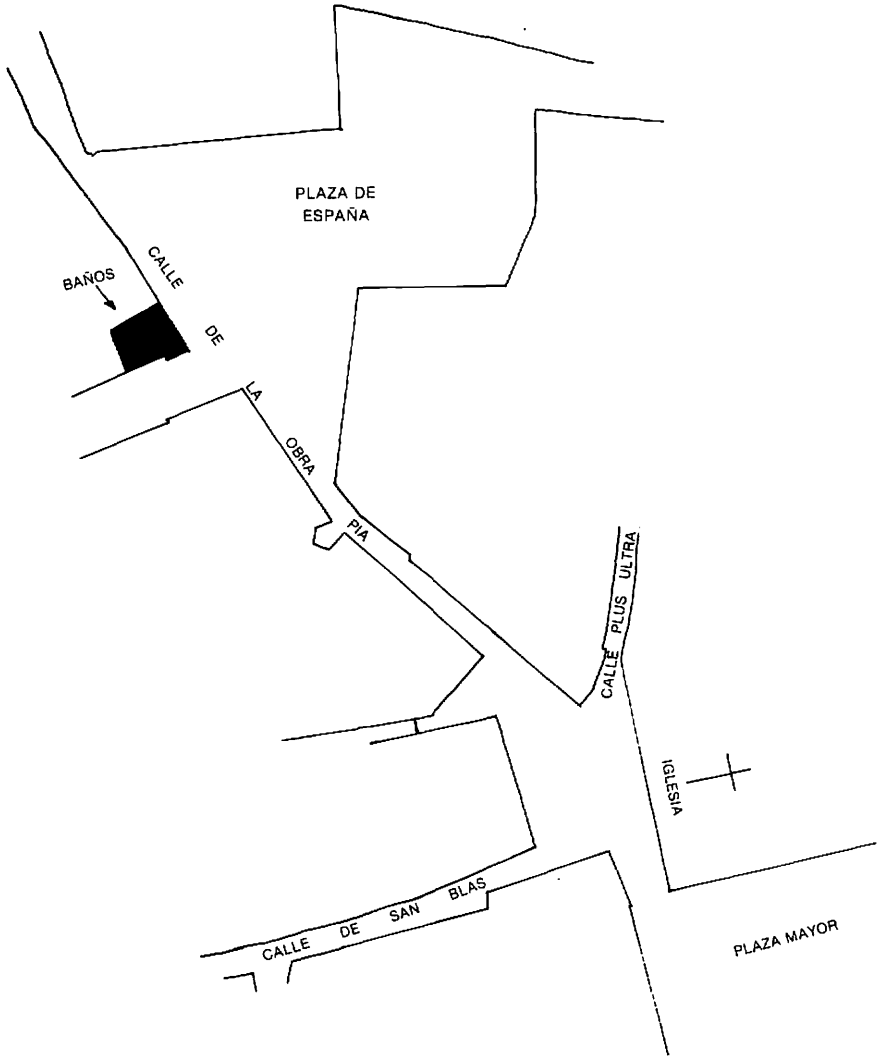 PLAZA DE
ESPAÑA
BAÑOS
CALLE DE LA OBRA PIA
CALLE PLUS ULTRA
IGLESIA
CALLE DE SAN BLAS
PLAZA MAYOR